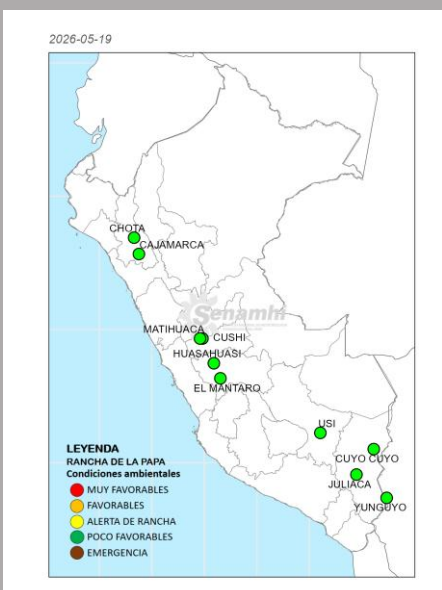 2026-05-19
CHOTA
CAJAMARCA
Senamhi
MATIHUACA
CUSHI
HUASAHUASI
EL MANTARO
USI
CUYO CUYO
JULIACA
YUNGUYO
LEYENDA
RANCHA DE LA PAPA
Condiciones ambientales
MUY FAVORABLES
FAVORABLES
ALERTA DE RANCHA
POCO FAVORABLES
EMERGENCIA